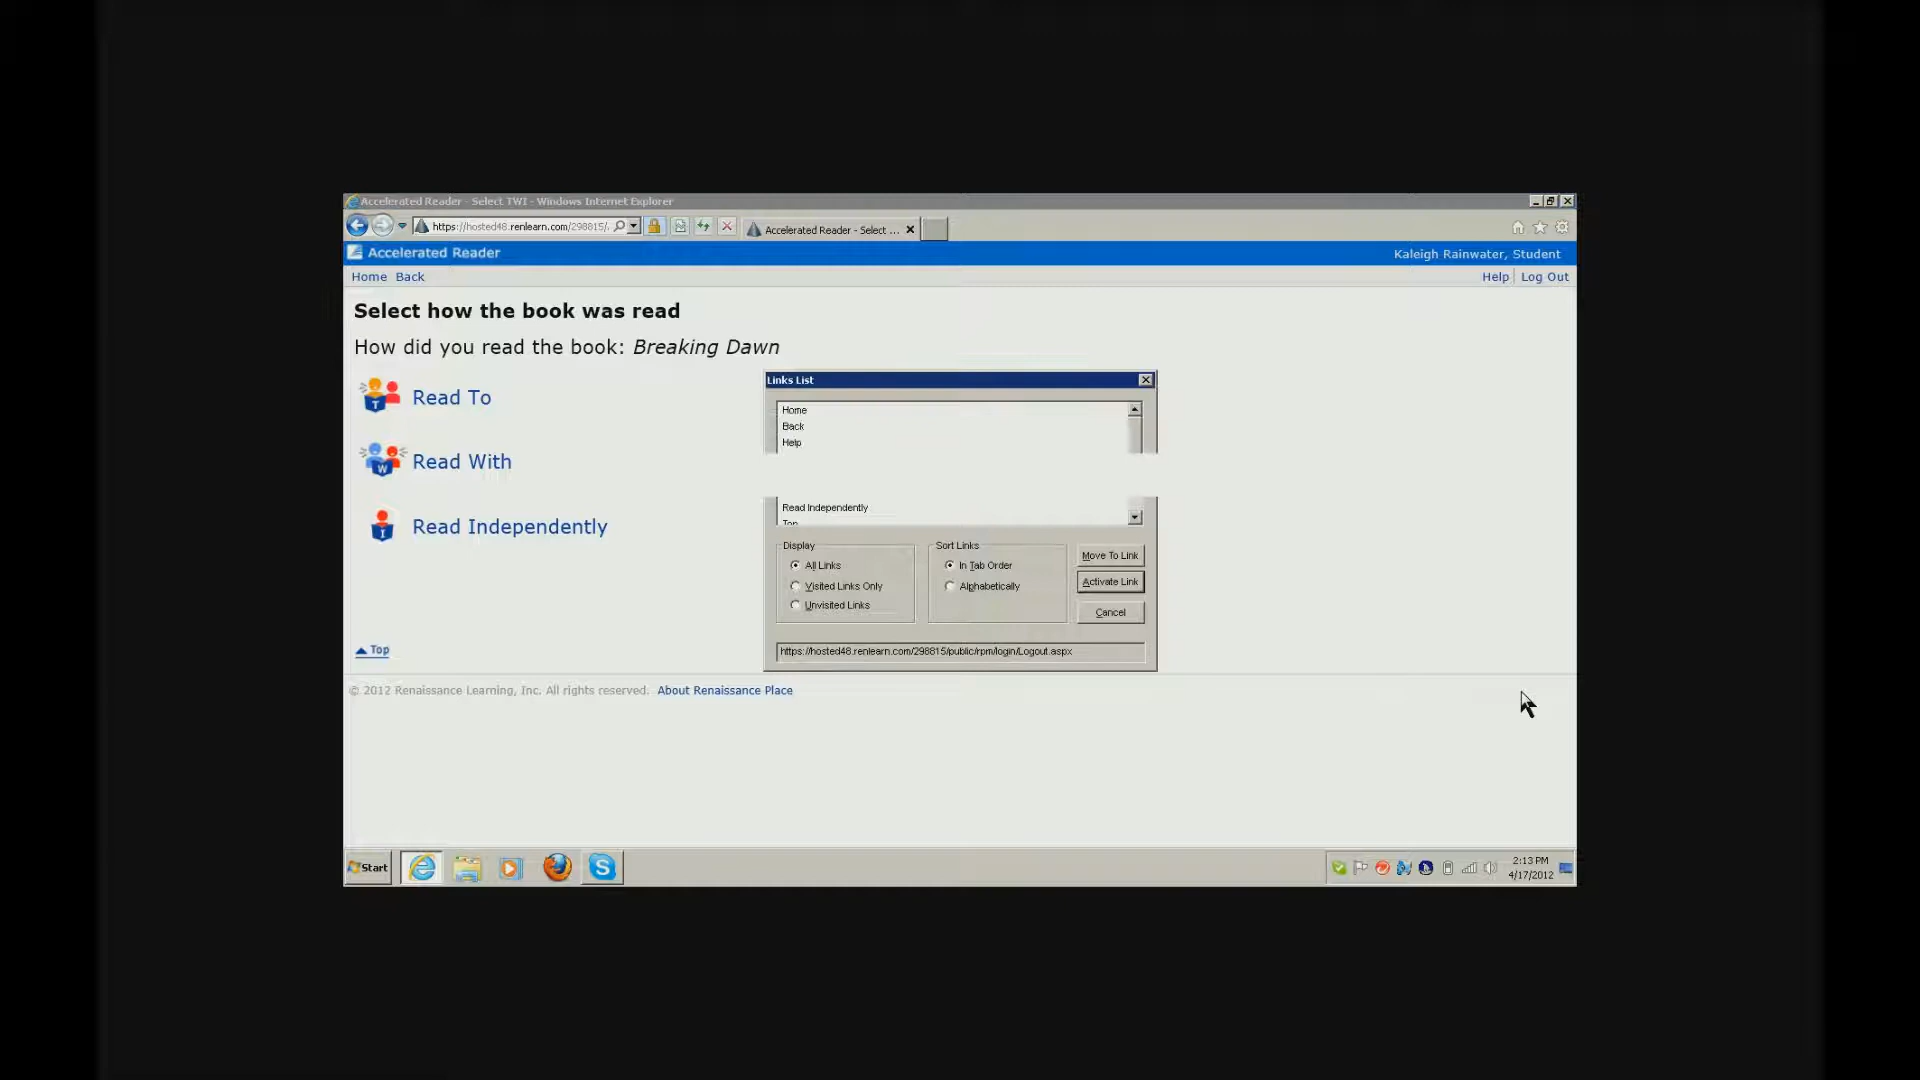 Accelerated Reader - Select TWI - Windows Internet Explorer
https://hosted48.renlearn.com/298815/.
Accelerated Reader - Select ...
Accelerated Reader
Kaleigh Rainwater, Student
Home Back
Help Log Out
Select how the book was read
How did you read the book: Breaking Dawn
T Read To
W Read With
I Read Independently
Links List
Home
Back
Help
Read Independently
Top
Display
All Links
Visited Links Only
Unvisited Links
Sort Links
In Tab Order
Alphabetically
Move To Link
Activate Link
Cancel
https://hosted48.renlearn.com/298815/public/rpm/login/Logout.aspx
Top
© 2012 Renaissance Learning, Inc. All rights reserved. About Renaissance Place
Start
2:13 PM
4/17/2012